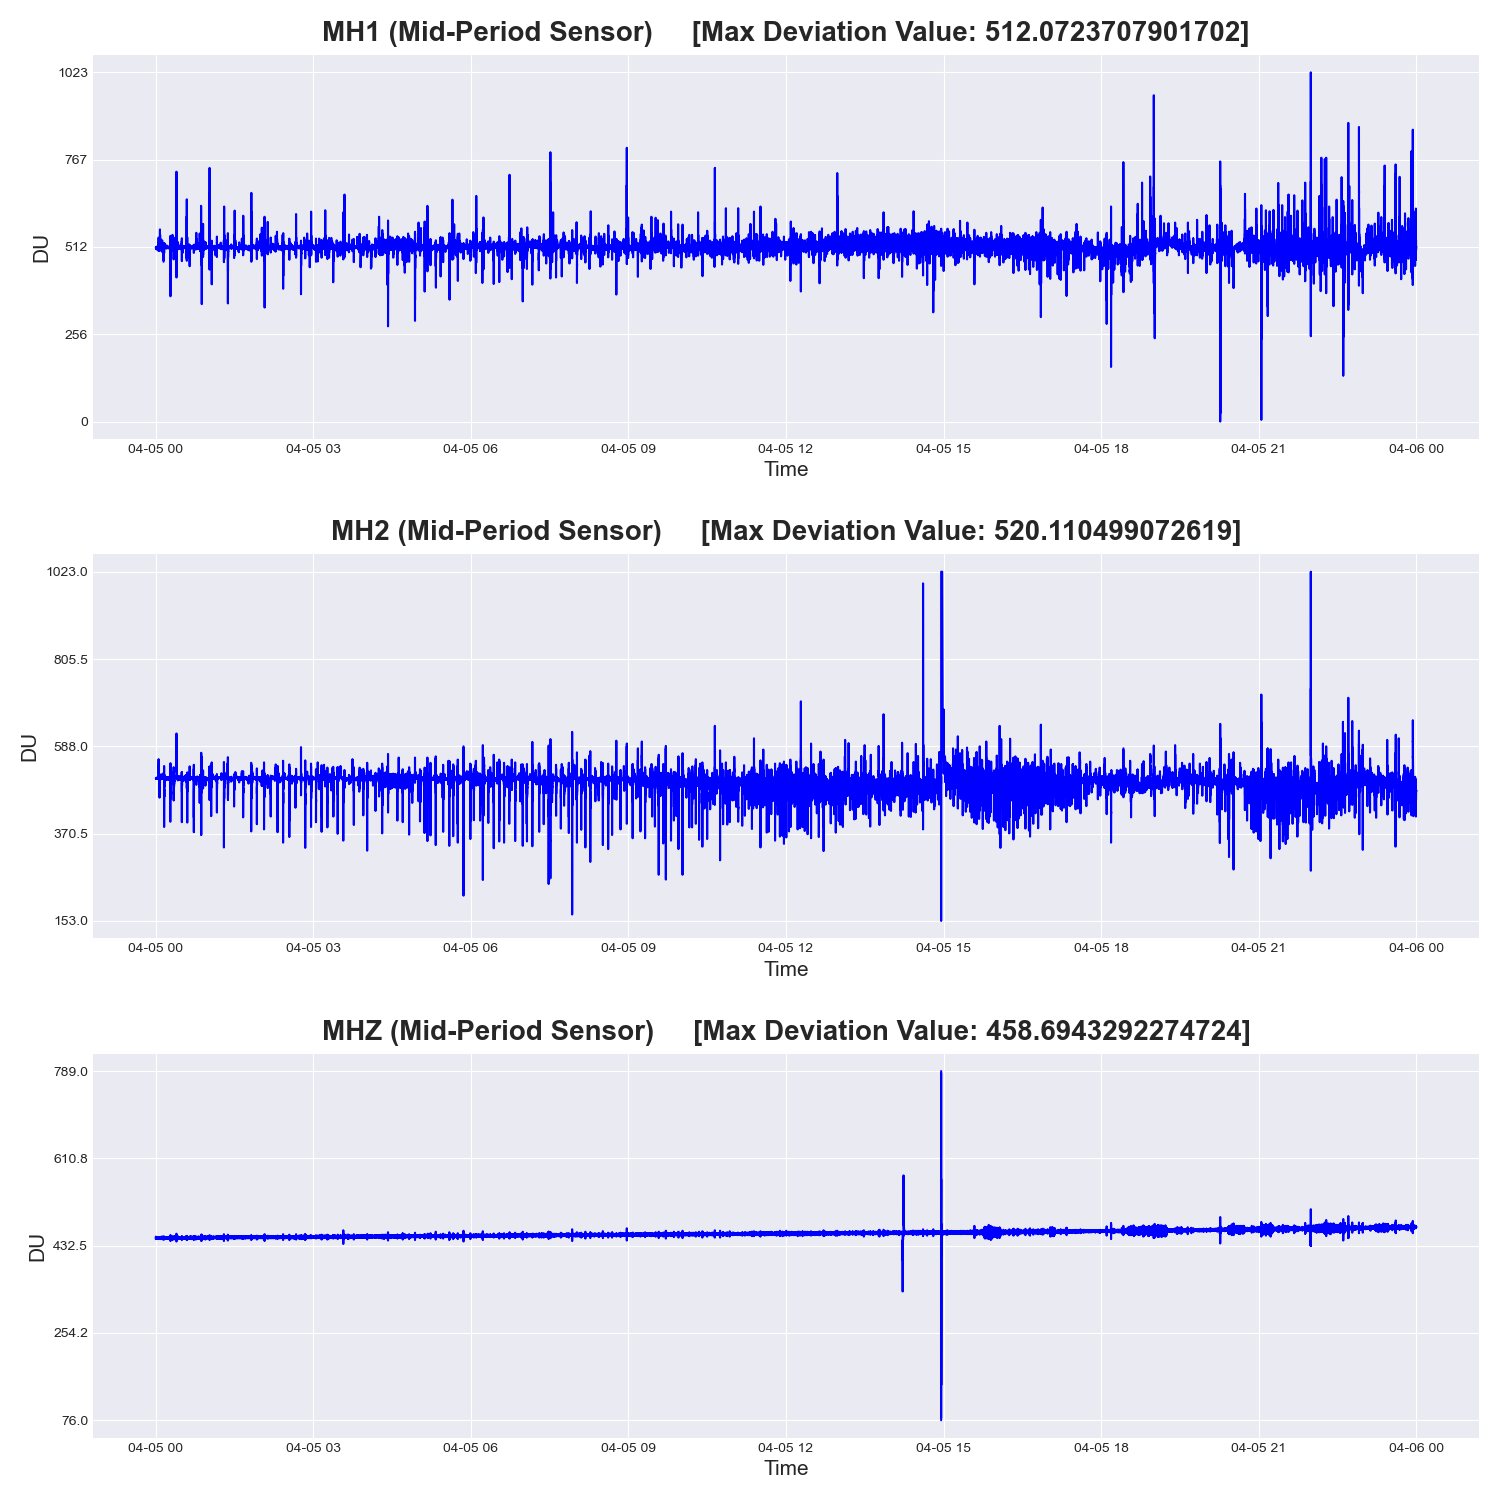 MH1 (Mid-Period Sensor) [Max Deviation Value: 512.0723707901702]
1023
767
512
256
0
DU
04-05 00 04-05 03 04-05 06 04-05 09 04-05 12 04-05 15 04-05 18 04-05 21 04-06 00
Time
MH2 (Mid-Period Sensor) [Max Deviation Value: 520.110499072619]
1023.0
805.5
588.0
370.5
153.0
DU
04-05 00 04-05 03 04-05 06 04-05 09 04-05 12 04-05 15 04-05 18 04-05 21 04-06 00
Time
MHZ (Mid-Period Sensor) [Max Deviation Value: 458.6943292274724]
789.0
610.8
432.5
254.2
76.0
DU
04-05 00 04-05 03 04-05 06 04-05 09 04-05 12 04-05 15 04-05 18 04-05 21 04-06 00
Time